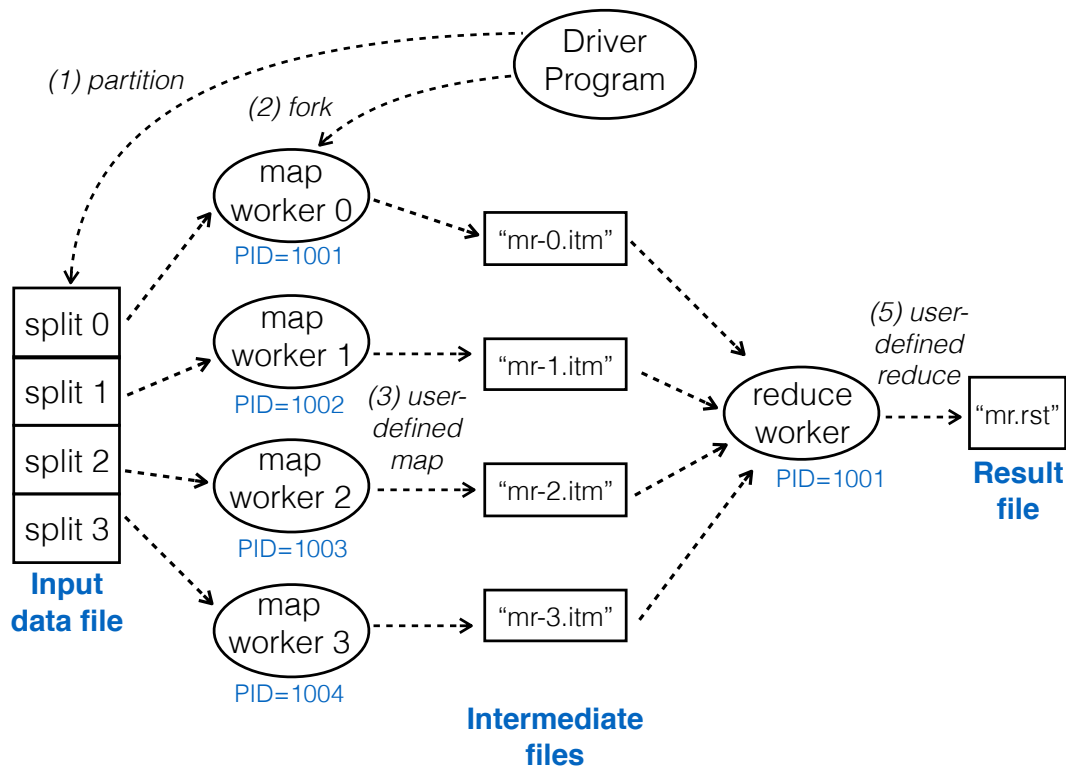 Driver
Program
(1) partition
(2) fork
map
worker 0
PID=1001
“mr-0.itm”
split 0
split 1
split 2
split 3
Input
data file
map
worker 1
PID=1002
“mr-1.itm”
(3) user-
defined
map
map
worker 2
PID=1003
“mr-2.itm”
map
worker 3
PID=1004
“mr-3.itm”
Intermediate
files
reduce
worker
PID=1001
(5) user-
defined
reduce
“mr.rst”
Result
file